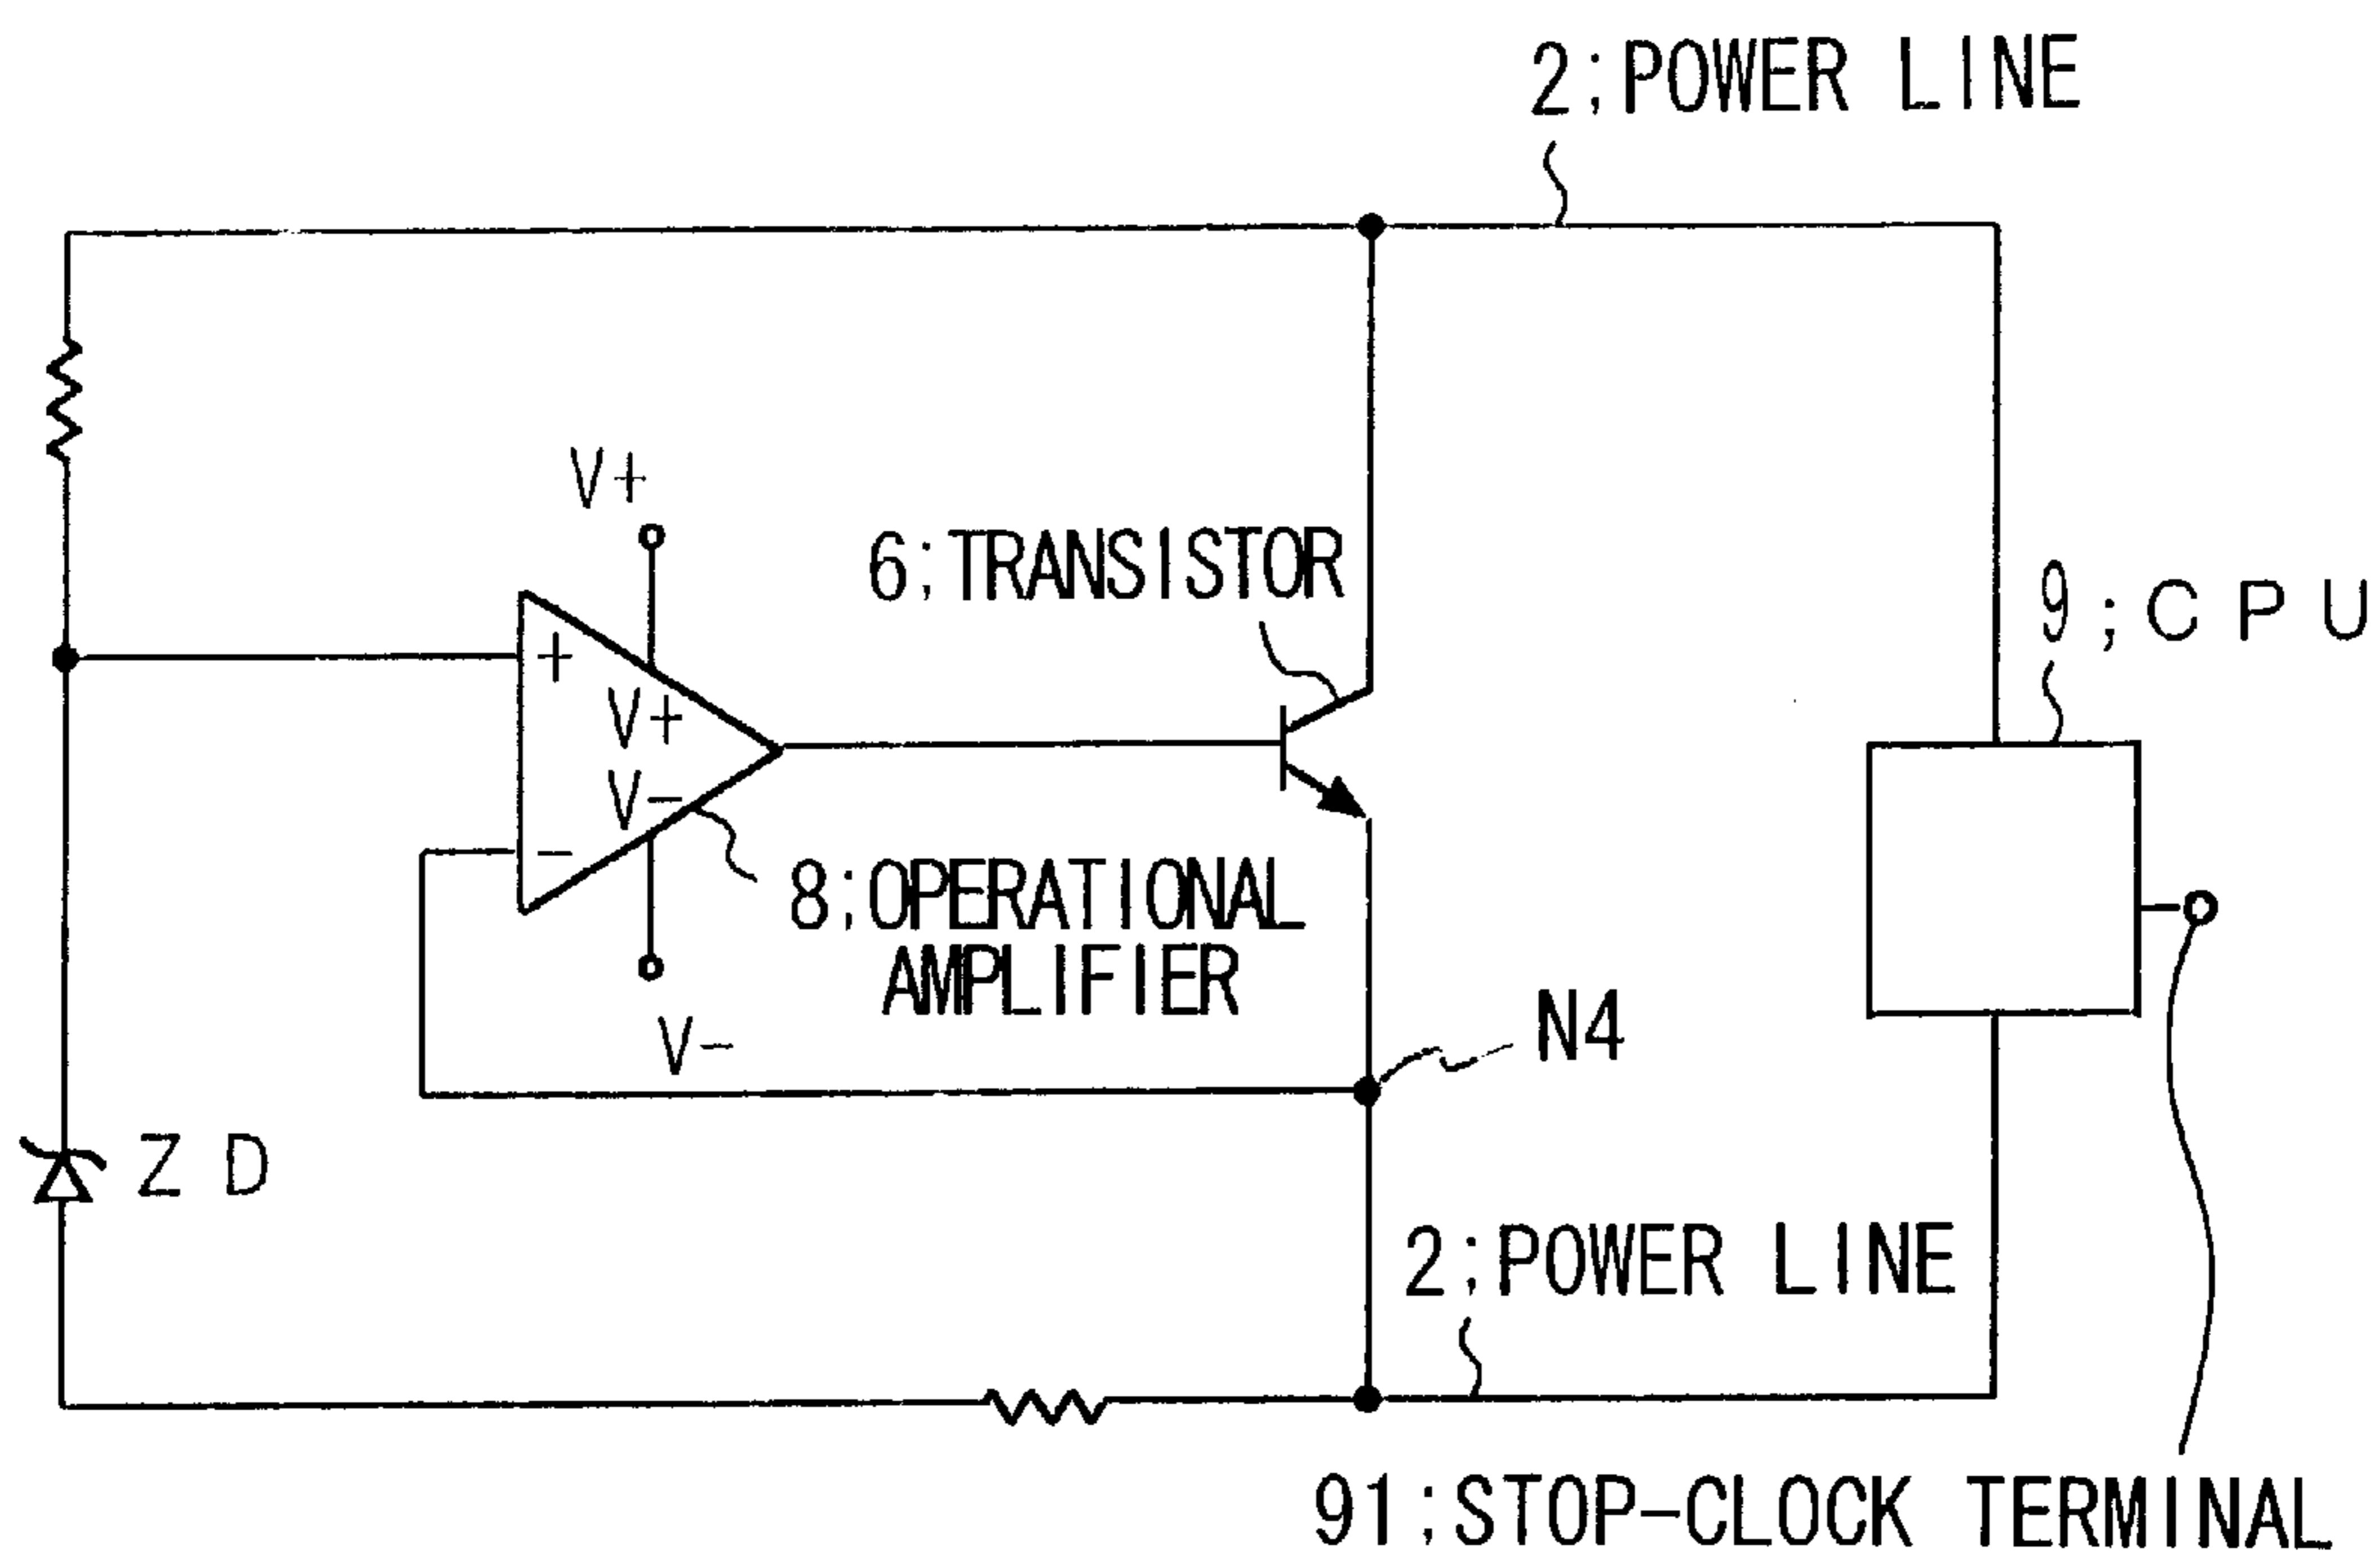 2;POWER LINE
V+
6;TRANSISTOR
9;CPU
+
V+
V-
-
8;OPERATIONAL
AMPLIFIER
V-
N4
ZD
2;POWER LINE
91;STOP-CLOCK TERMINAL